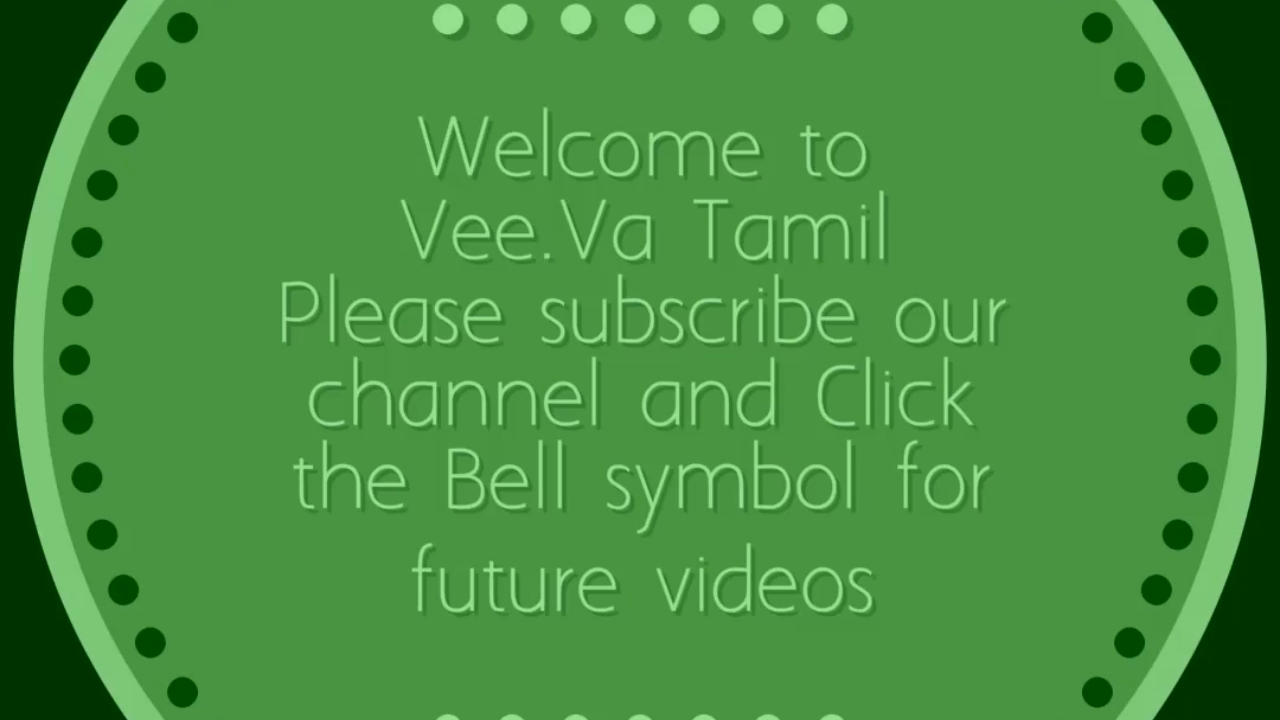 Welcome to
Vee.Va Tamil
Please subscribe our
channel and Click
the Bell symbol for
future videos